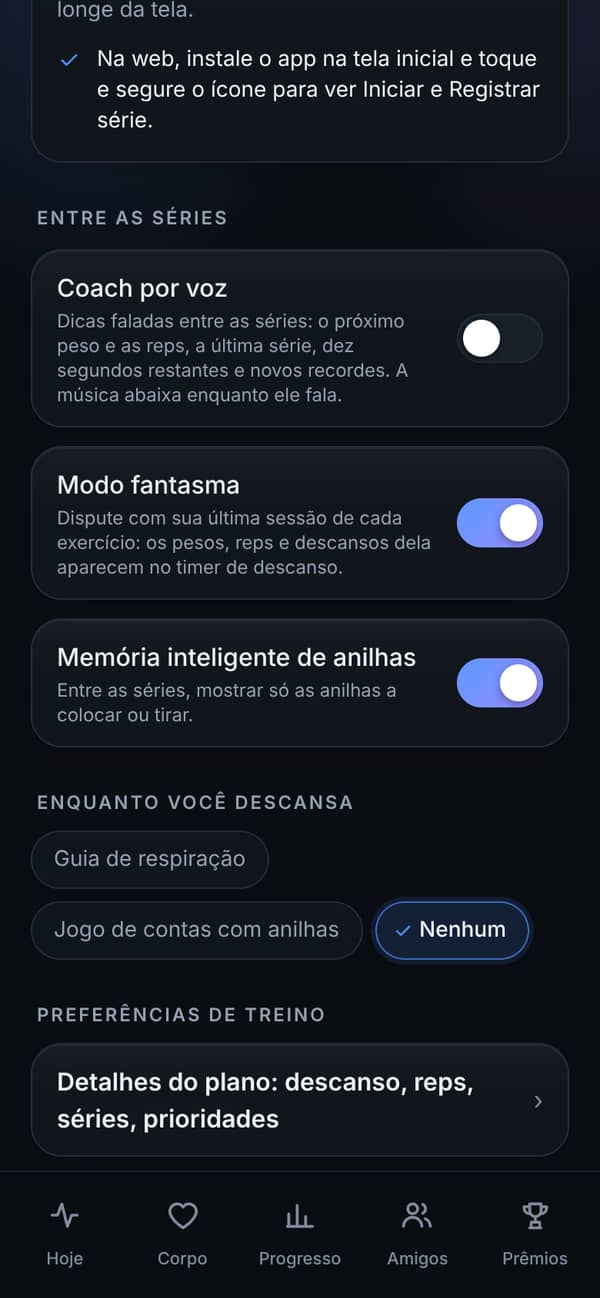 longe da tela.
Na web, instale o app na tela inicial e toque
e segure o ícone para ver Iniciar e Registrar
série.
ENTRE AS SÉRIES
Coach por voz
Dicas faladas entre as séries: o próximo
peso e as reps, a última série, dez
segundos restantes e novos recordes. A
música abaixa enquanto ele fala.
Modo fantasma
Dispute com sua última sessão de cada
exercício: os pesos, reps e descansos dela
aparecem no timer de descanso.
Memória inteligente de anilhas
Entre as séries, mostrar só as anilhas a
colocar ou tirar.
ENQUANTO VOCÊ DESCANSA
Guia de respiração
Jogo de contas com anilhas
Nenhum
PREFERÊNCIAS DE TREINO
Detalhes do plano: descanso, reps,
séries, prioridades
Hoje
Corpo
Progresso
Amigos
Prêmios